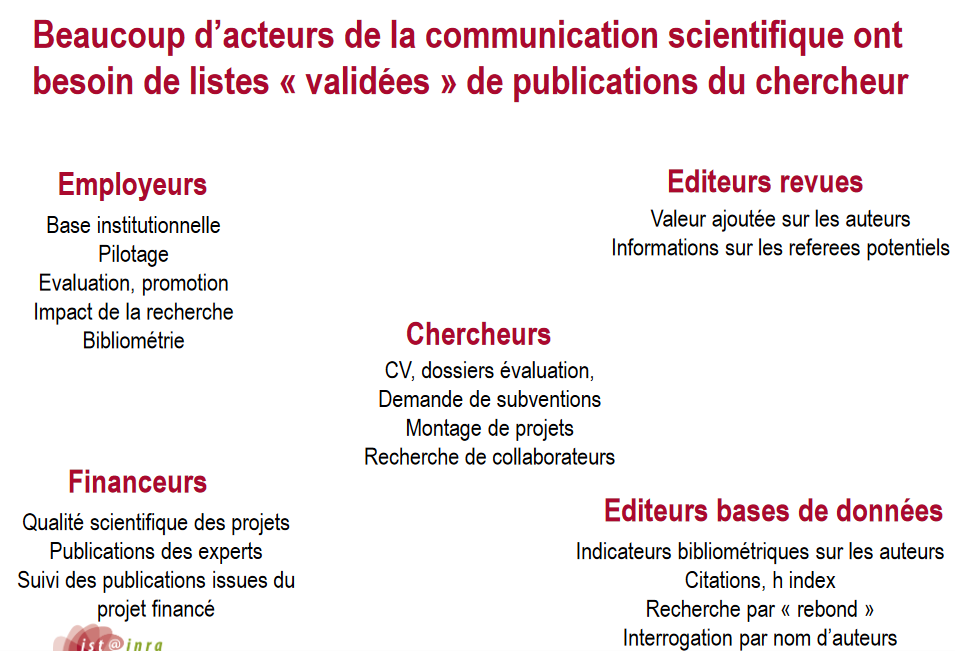 Beaucoup d’acteurs de la communication scientifique ont
besoin de listes « validées » de publications du chercheur
Employeurs
Base institutionnelle
Pilotage
Evaluation, promotion
Impact de la recherche
Bibliométrie
Editeurs revues
Valeur ajoutée sur les auteurs
Informations sur les referees potentiels
Chercheurs
CV, dossiers évaluation,
Demande de subventions
Montage de projets
Recherche de collaborateurs
Financeurs
Qualité scientifique des projets
Publications des experts
Suivi des publications issues du
projet financé
Editeurs bases de données
Indicateurs bibliométriques sur les auteurs
Citations, h index
Recherche par « rebond »
Interrogation par nom d’auteurs
ist@inra